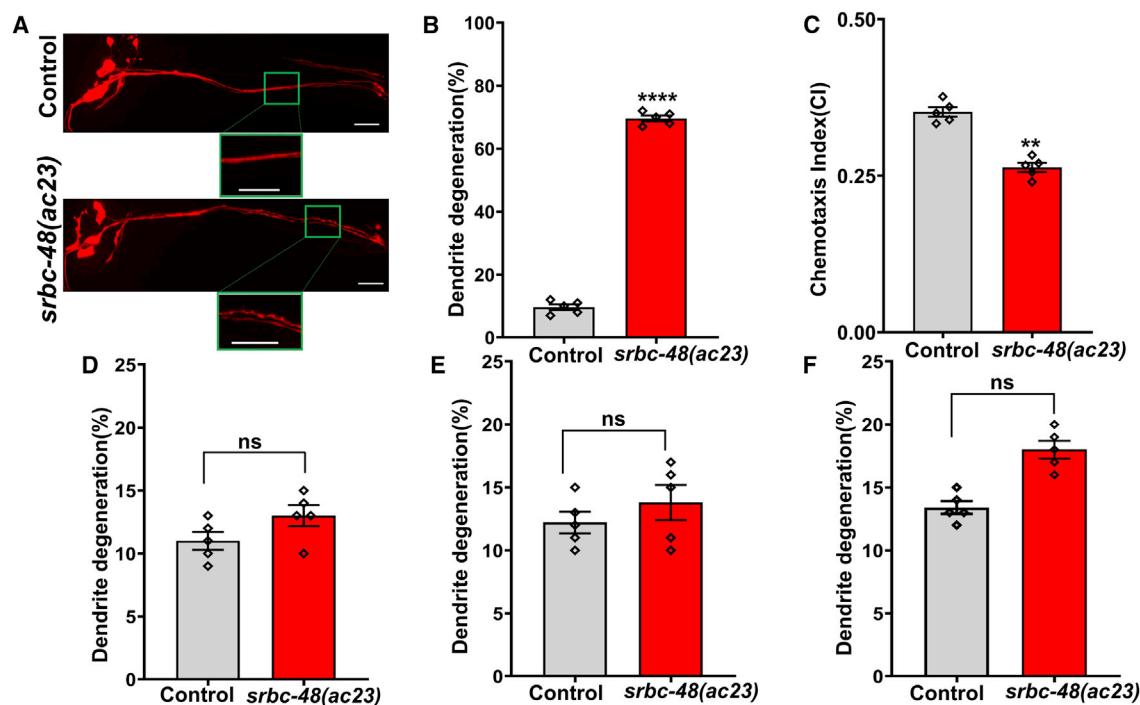 A
Control
srbc-48(ac23)
B
Dendrite degeneration(%)
100
80
60
40
20
0
****
Control
srbc-48(ac23)
C
Chemotaxis Index(CI)
0.50
0.25
0.00
**
Control
srbc-48(ac23)
D
Dendrite degeneration(%)
25
20
15
10
5
0
ns
Control
srbc-48(ac23)
E
Dendrite degeneration(%)
25
20
15
10
5
0
ns
Control
srbc-48(ac23)
F
Dendrite degeneration(%)
25
20
15
10
5
0
ns
Control
srbc-48(ac23)